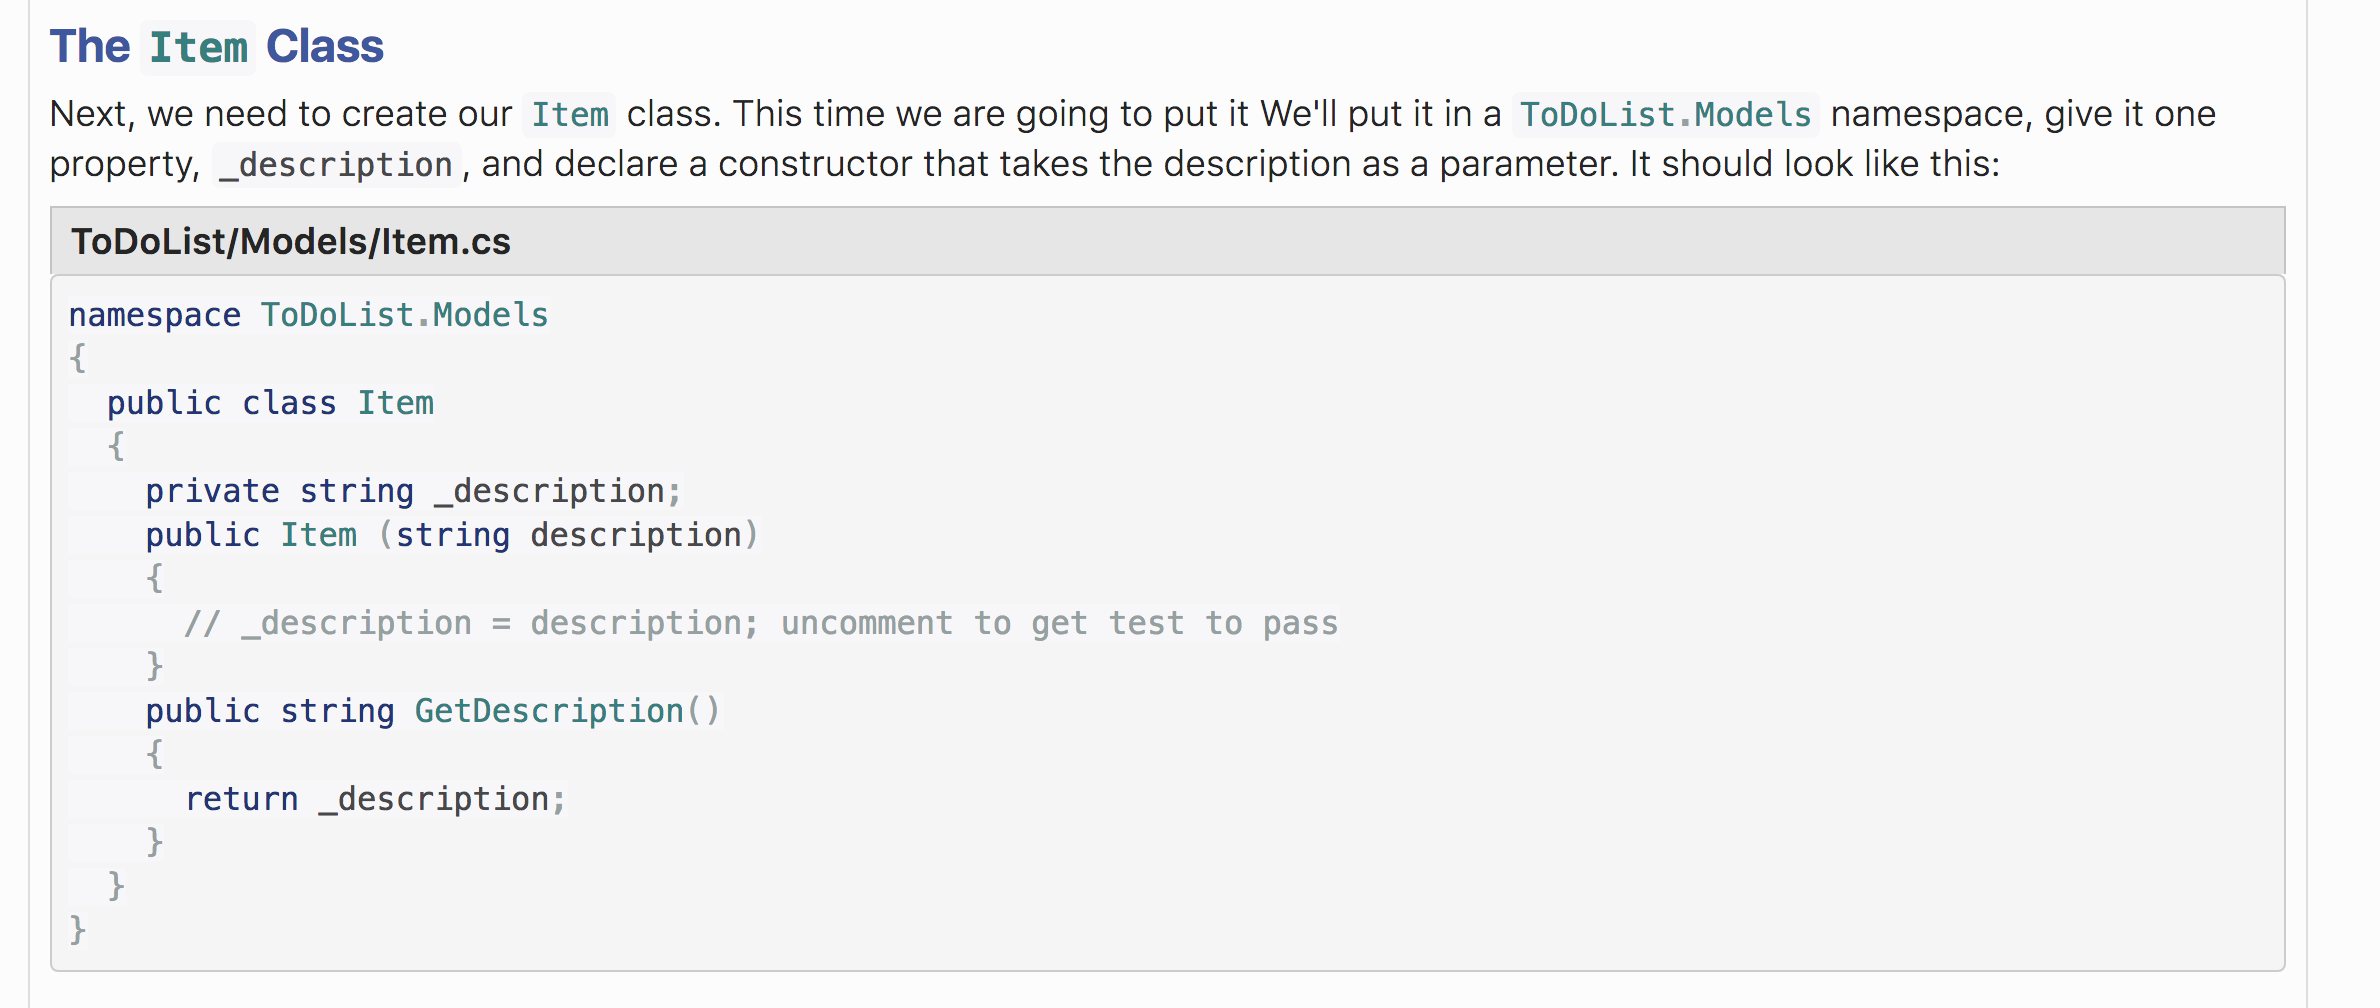 The Item Class
Next, we need to create our Item class. This time we are going to put it We'll put it in a ToDoList.Models namespace, give it one
property, _description, and declare a constructor that takes the description as a parameter. It should look like this:
ToDoList/Models/Item.cs
namespace ToDoList.Models
{
  public class Item
  {
    private string _description;
    public Item (string description)
    {
      // _description = description; uncomment to get test to pass
    }
    public string GetDescription()
    {
      return _description;
    }
  }
}